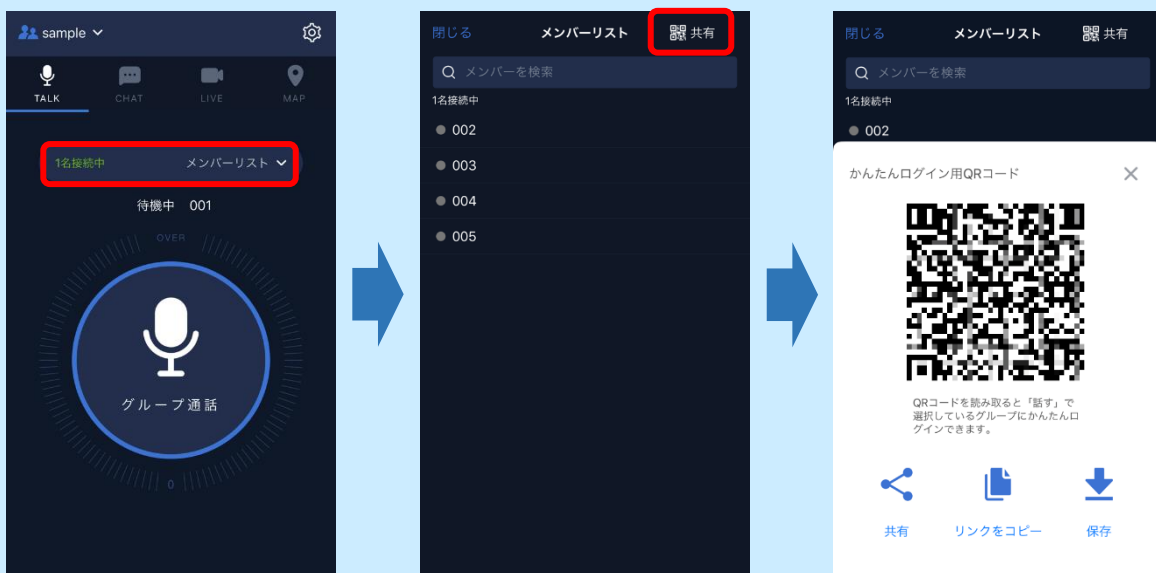 sample
TALK
CHAT
LIVE
MAP
1名接続中 メンバーリスト
待機中 001
OVER
グループ通話
0
閉じる メンバーリスト 共有
メンバーを検索
1名接続中
002
003
004
005
閉じる メンバーリスト 共有
メンバーを検索
1名接続中
002
かんたんログイン用QRコード
QRコードを読み取ると「話す」で
選択しているグループにかんたんロ
グインできます。
共有 リンクをコピー 保存